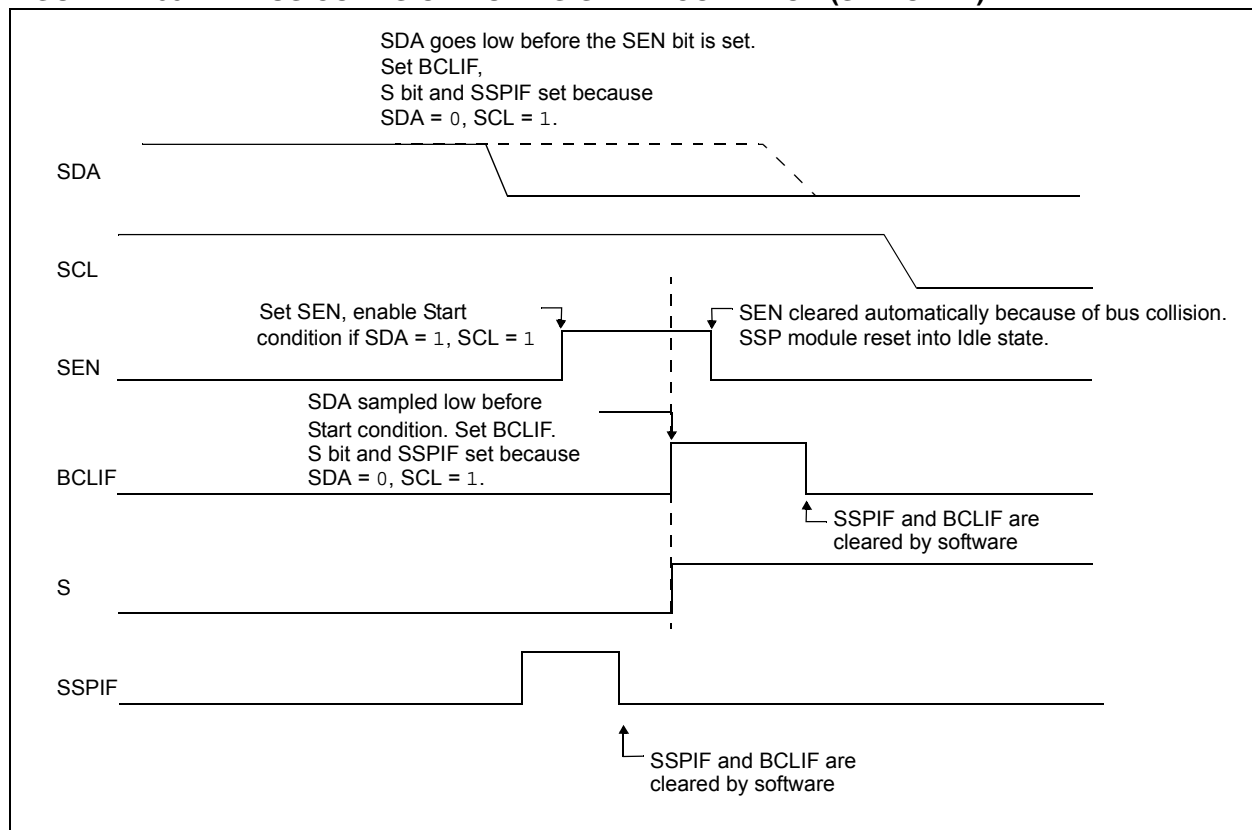 SDA goes low before the SEN bit is set.
Set BCLIF,
S bit and SSPIF set because
SDA = 0, SCL = 1.
SDA
SCL
Set SEN, enable Start
condition if SDA = 1, SCL = 1
SEN cleared automatically because of bus collision.
SSP module reset into Idle state.
SEN
SDA sampled low before
Start condition. Set BCLIF.
S bit and SSPIF set because
SDA = 0, SCL = 1.
BCLIF
SSPIF and BCLIF are
cleared by software
S
SSPIF
SSPIF and BCLIF are
cleared by software